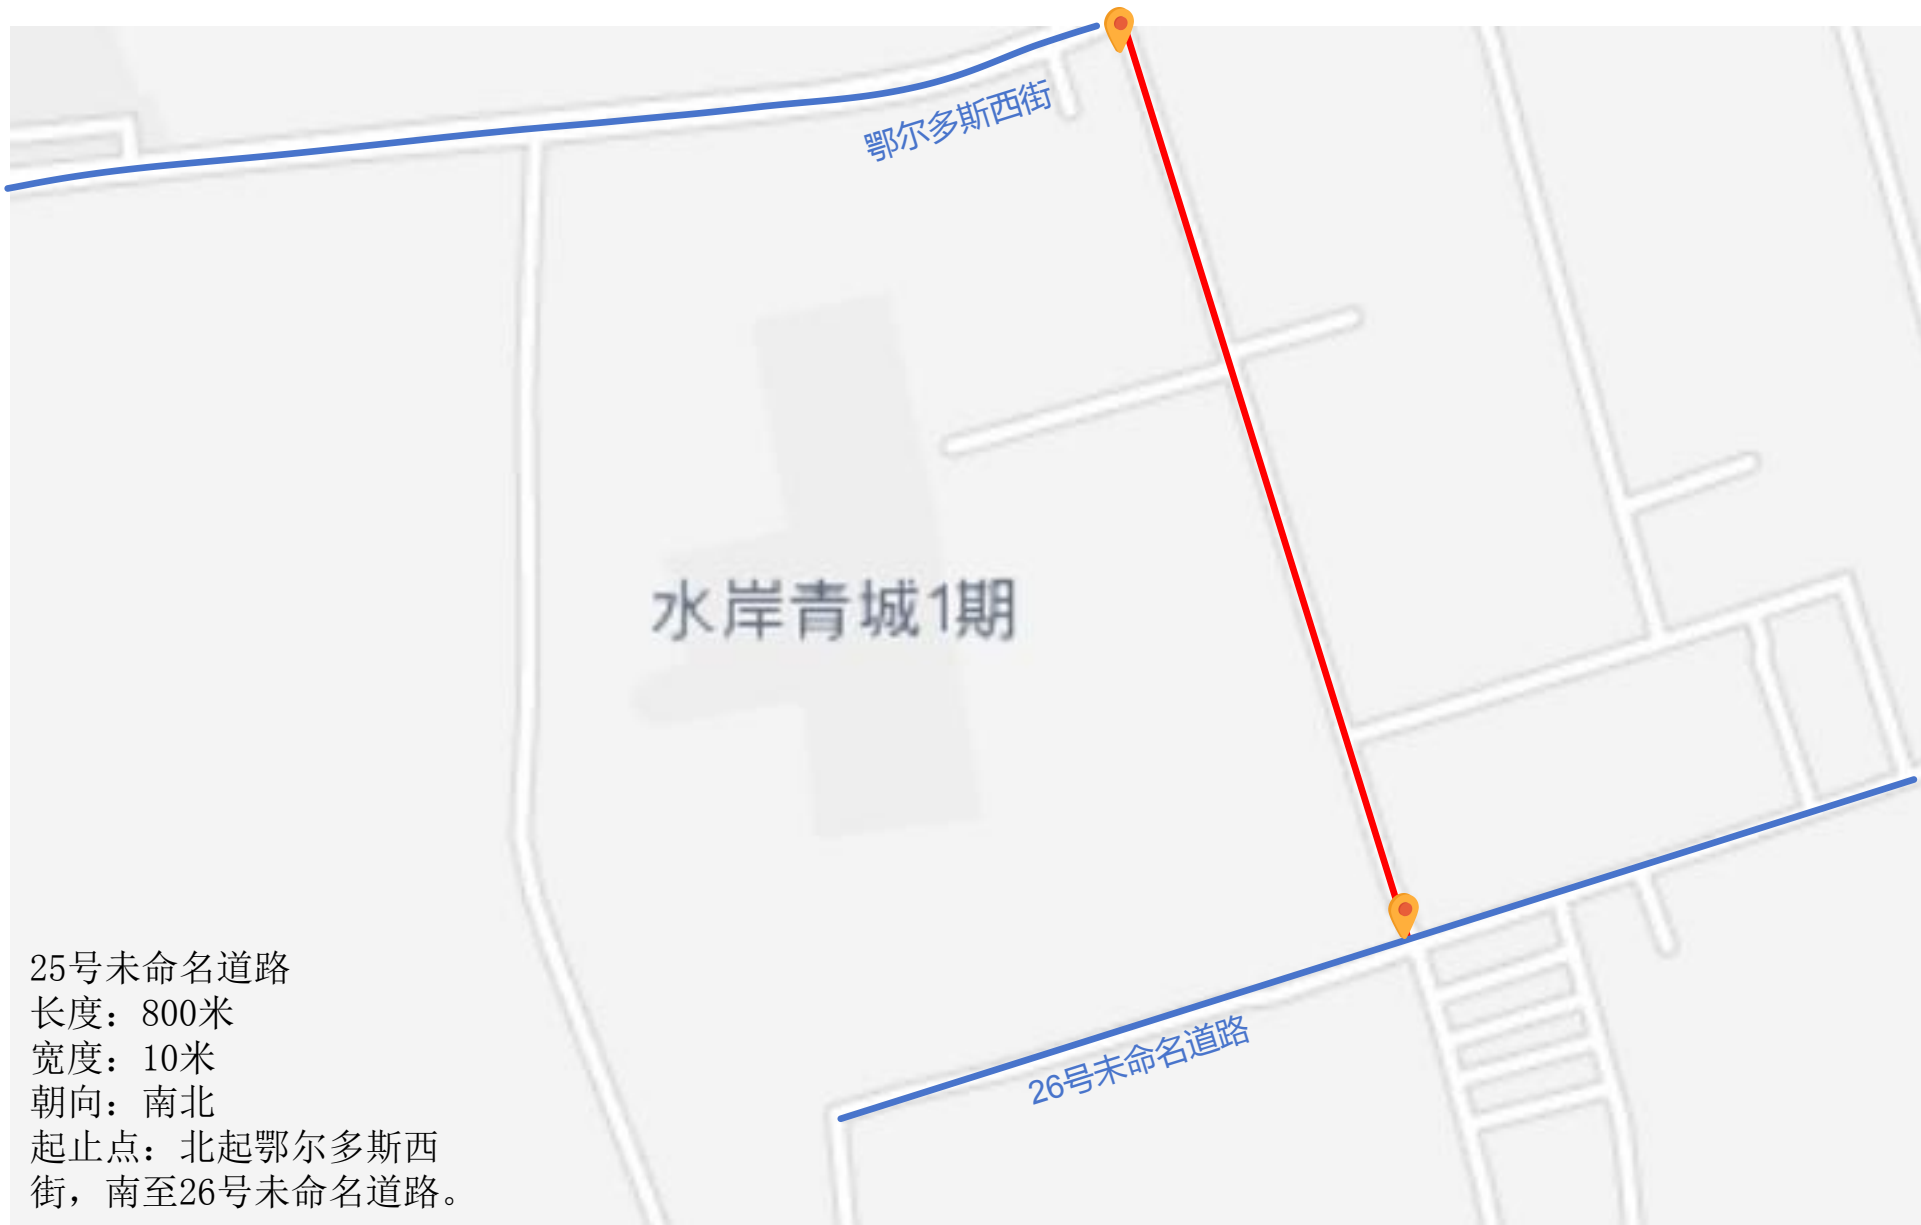 鄂尔多斯西街
水岸青城1期
26号未命名道路
25号未命名道路
长度：800米
宽度：10米
朝向：南北
起止点：北起鄂尔多斯西
街，南至26号未命名道路。